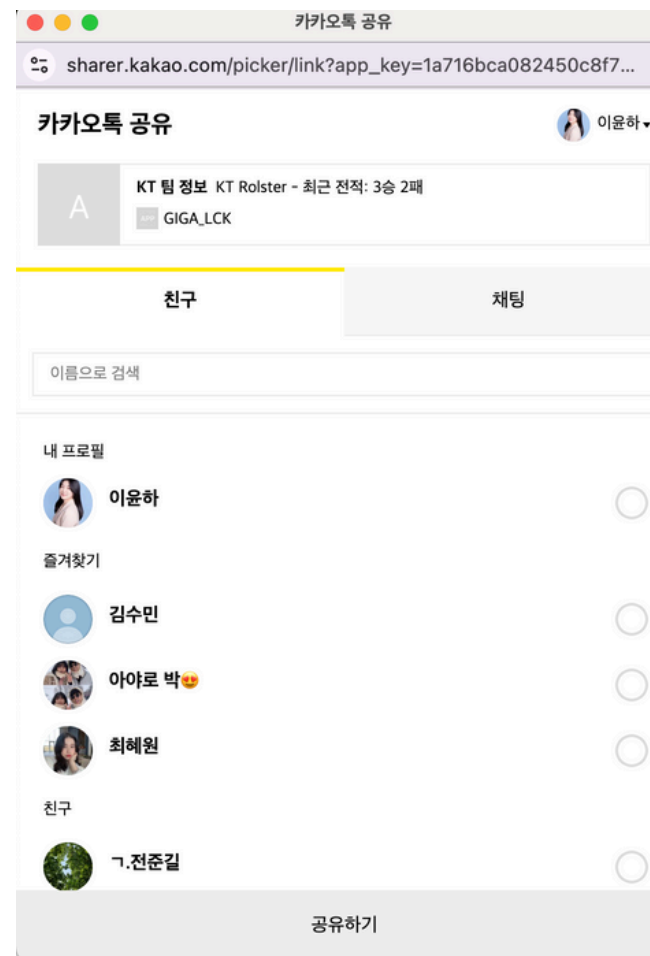 카카오톡 공유
sharer.kakao.com/picker/link?app_key=1a716bca082450c8f7...
카카오톡 공유
이윤하
A
KT 팀 정보 KT Rolster - 최근 전적: 3승 2패
APP GIGA_LCK
친구
채팅
이름으로 검색
내 프로필
이윤하
즐겨찾기
김수민
아야로 박😍
최혜원
친구
ㄱ.전준길
공유하기